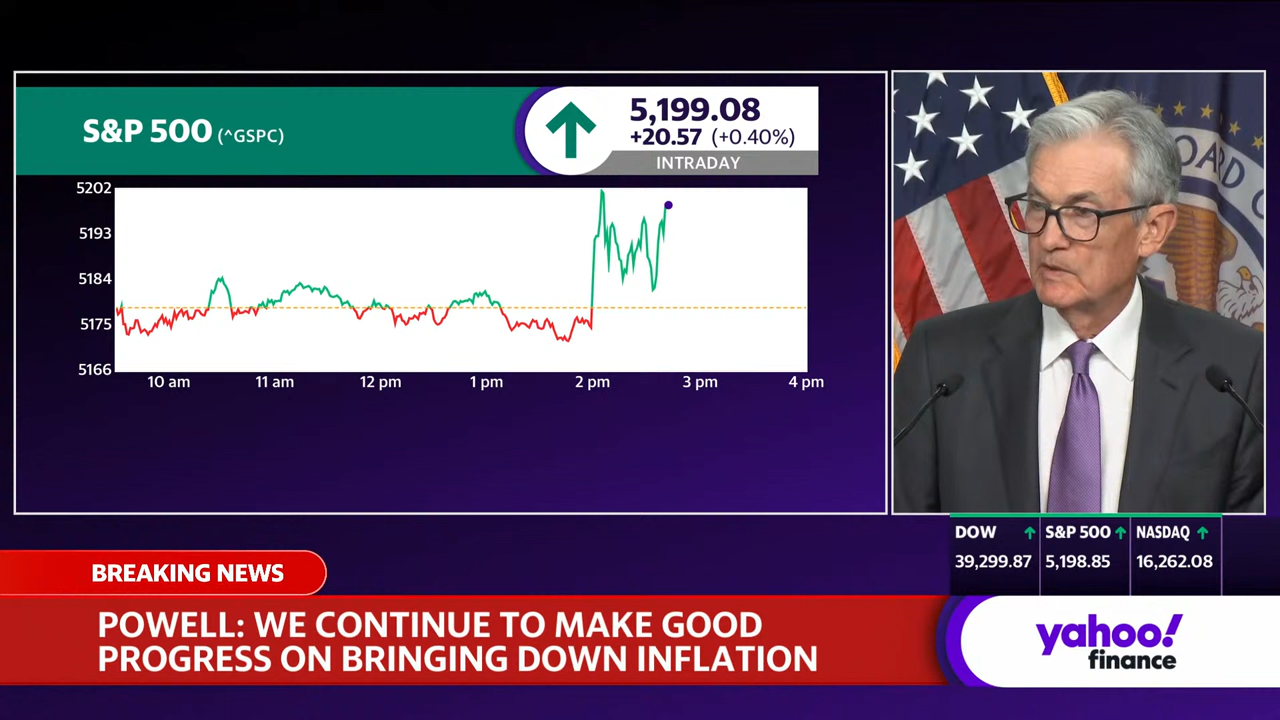 S&P 500 (^GSPC)
5,199.08
+20.57 (+0.40%)
INTRADAY
5202
5193
5184
5175
5166
10 am
11 am
12 pm
1 pm
2 pm
3 pm
4 pm
OARD O
DOW
39,299.87
S&P 500
5,198.85
NASDAQ
16,262.08
BREAKING NEWS
POWELL: WE CONTINUE TO MAKE GOOD
PROGRESS ON BRINGING DOWN INFLATION
yahoo!
finance